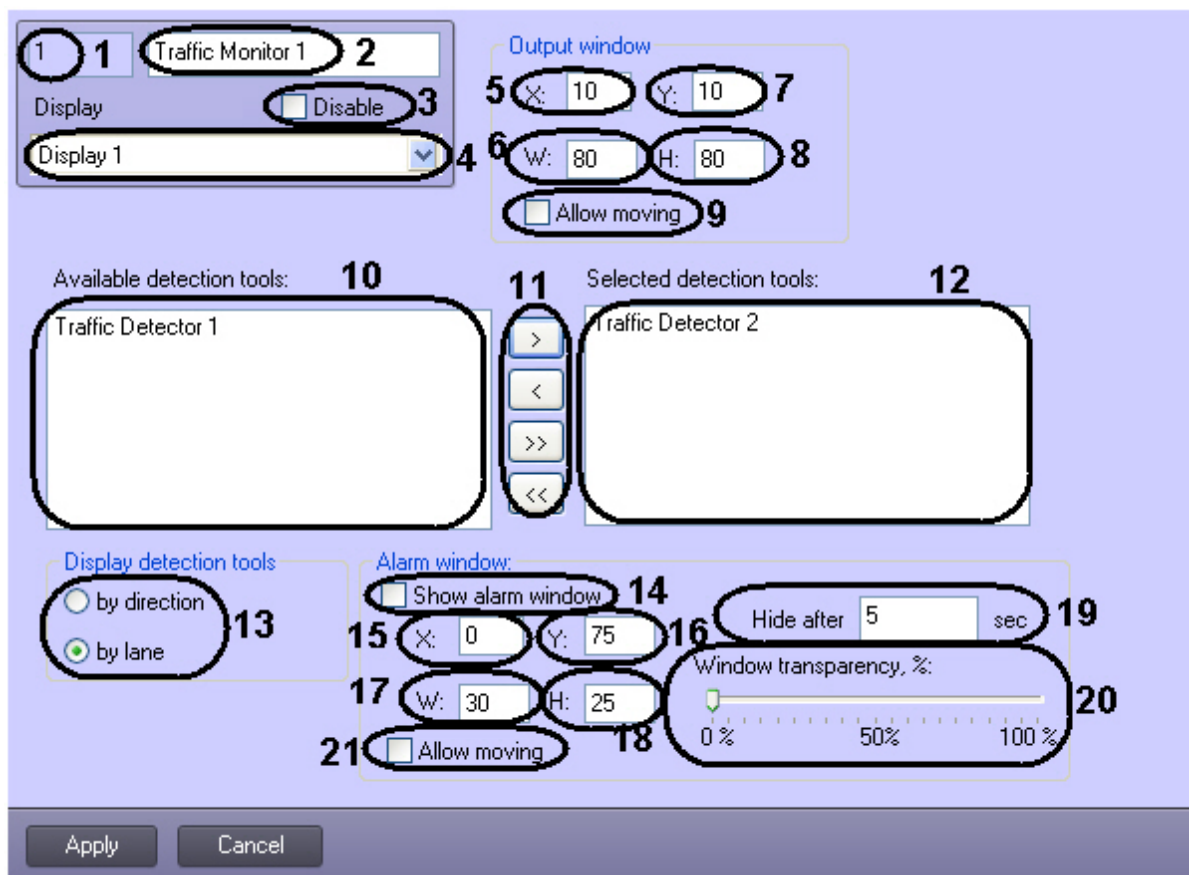 1 1 Traffic Monitor 1 2
Display Disable 3
Display 1 4
Output window
5 X: 10 Y: 10 7
6 W: 80 H: 80 8
Allow moving 9
Available detection tools: 10
Traffic Detector 1
11
>
<
>>
<<
Selected detection tools: 12
Traffic Detector 2
Display detection tools
by direction
by lane
13
Alarm window:
Show alarm window 14
15 X: 0 Y: 75 16
17 W: 30 H: 25 18
21 Allow moving
Hide after 5 sec 19
Window transparency, %:
0 % 50% 100 %
20
Apply Cancel